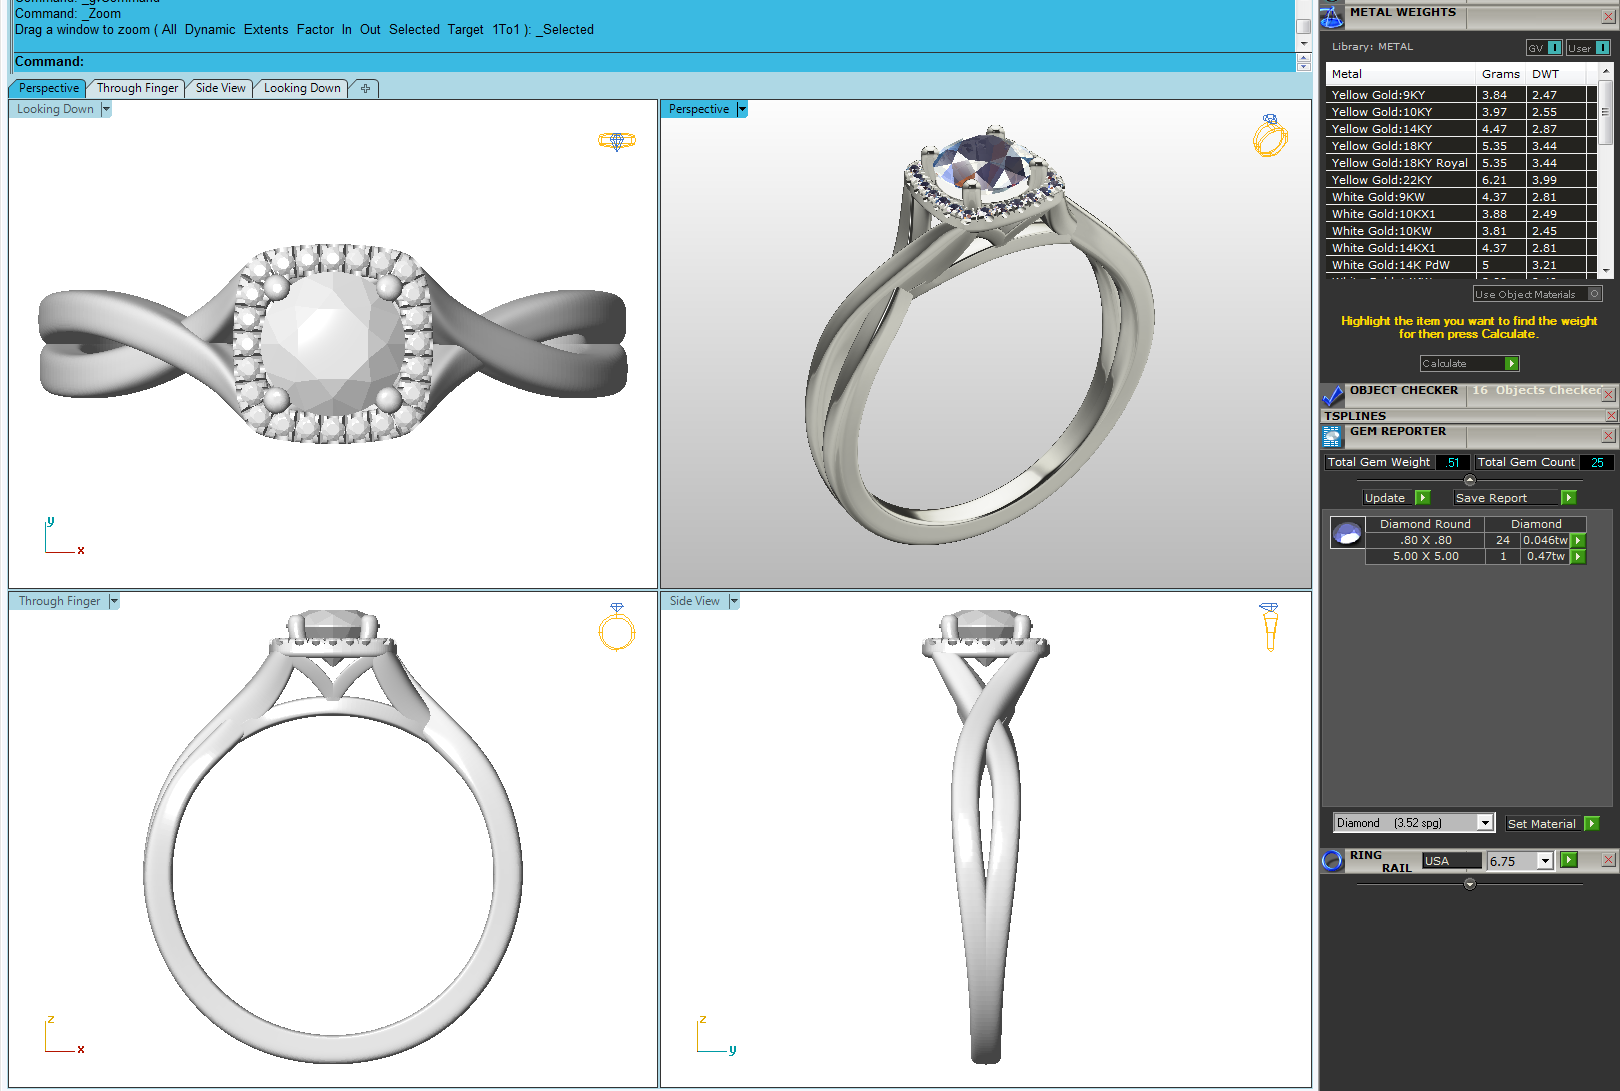 Command: _gvCommand
Command: _Zoom
Drag a window to zoom ( All Dynamic Extents Factor In Out Selected Target 1To1 ): _Selected
Command:
Perspective Through Finger Side View Looking Down
Looking Down
y
x
Perspective
Through Finger
z
x
Side View
z
y
METAL WEIGHTS
Library: METAL GV I User I
Metal Grams DWT
Yellow Gold:9KY 3.84 2.47
Yellow Gold:10KY 3.97 2.55
Yellow Gold:14KY 4.47 2.87
Yellow Gold:18KY 5.35 3.44
Yellow Gold:18KY Royal 5.35 3.44
Yellow Gold:22KY 6.21 3.99
White Gold:9KW 4.37 2.81
White Gold:10KX1 3.88 2.49
White Gold:10KW 3.81 2.45
White Gold:14KX1 4.37 2.81
White Gold:14K PdW 5 3.21
Use Object Materials
Highlight the item you want to find the weight
for then press Calculate.
Calculate
OBJECT CHECKER 16 Objects Checked
TSPLINES
GEM REPORTER
Total Gem Weight .51 Total Gem Count 25
Update Save Report
Diamond Round Diamond
.80 X .80 24 0.046tw
5.00 X 5.00 1 0.47tw
Diamond (3.52 spg) Set Material
RING
RAIL USA 6.75